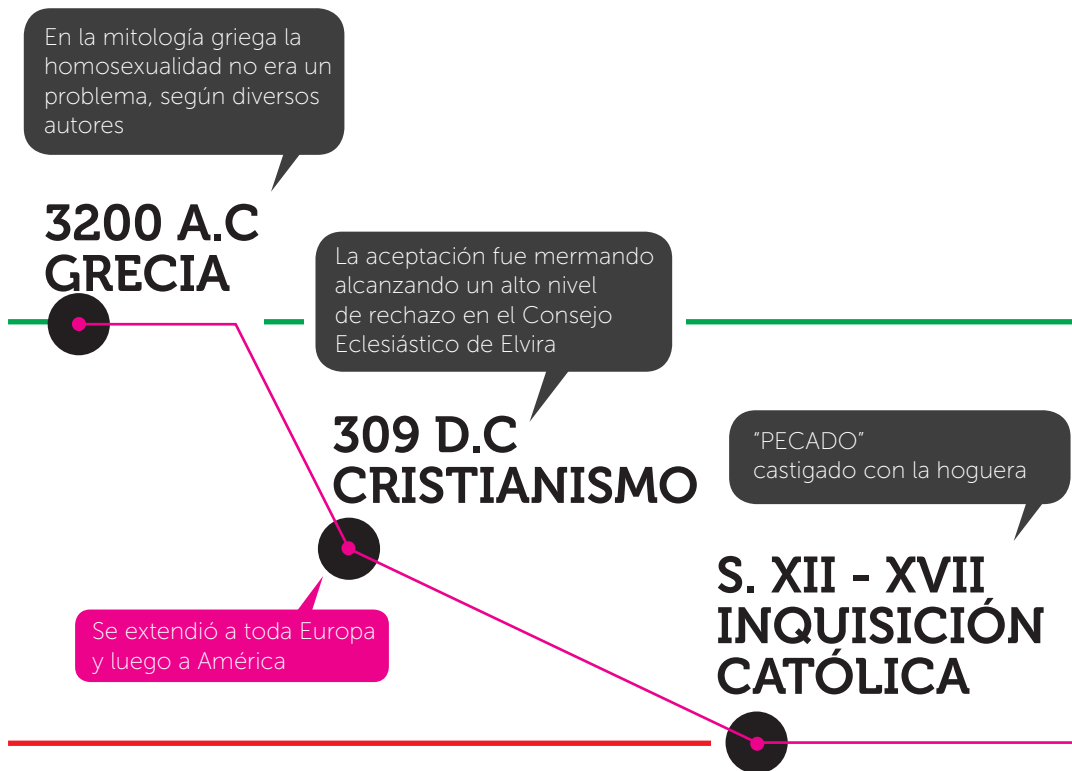 En la mitología griega la
homosexualidad no era un
problema, según diversos
autores
3200 A.C
GRECIA
La aceptación fue mermando
alcanzando un alto nivel
de rechazo en el Consejo
Eclesiástico de Elvira
309 D.C
CRISTIANISMO
Se extendió a toda Europa
y luego a América
"PECADO"
castigado con la hoguera
S. XII - XVII
INQUISICIÓN
CATÓLICA